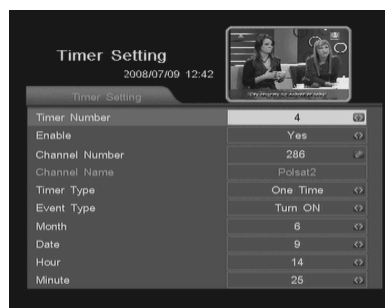 Timer Setting
2008/07/09 12:42
Timer Setting
Timer Number 4
Enable Yes
Channel Number 286
Channel Name Polsat2
Timer Type One Time
Event Type Turn ON
Month 6
Date 9
Hour 14
Minute 25